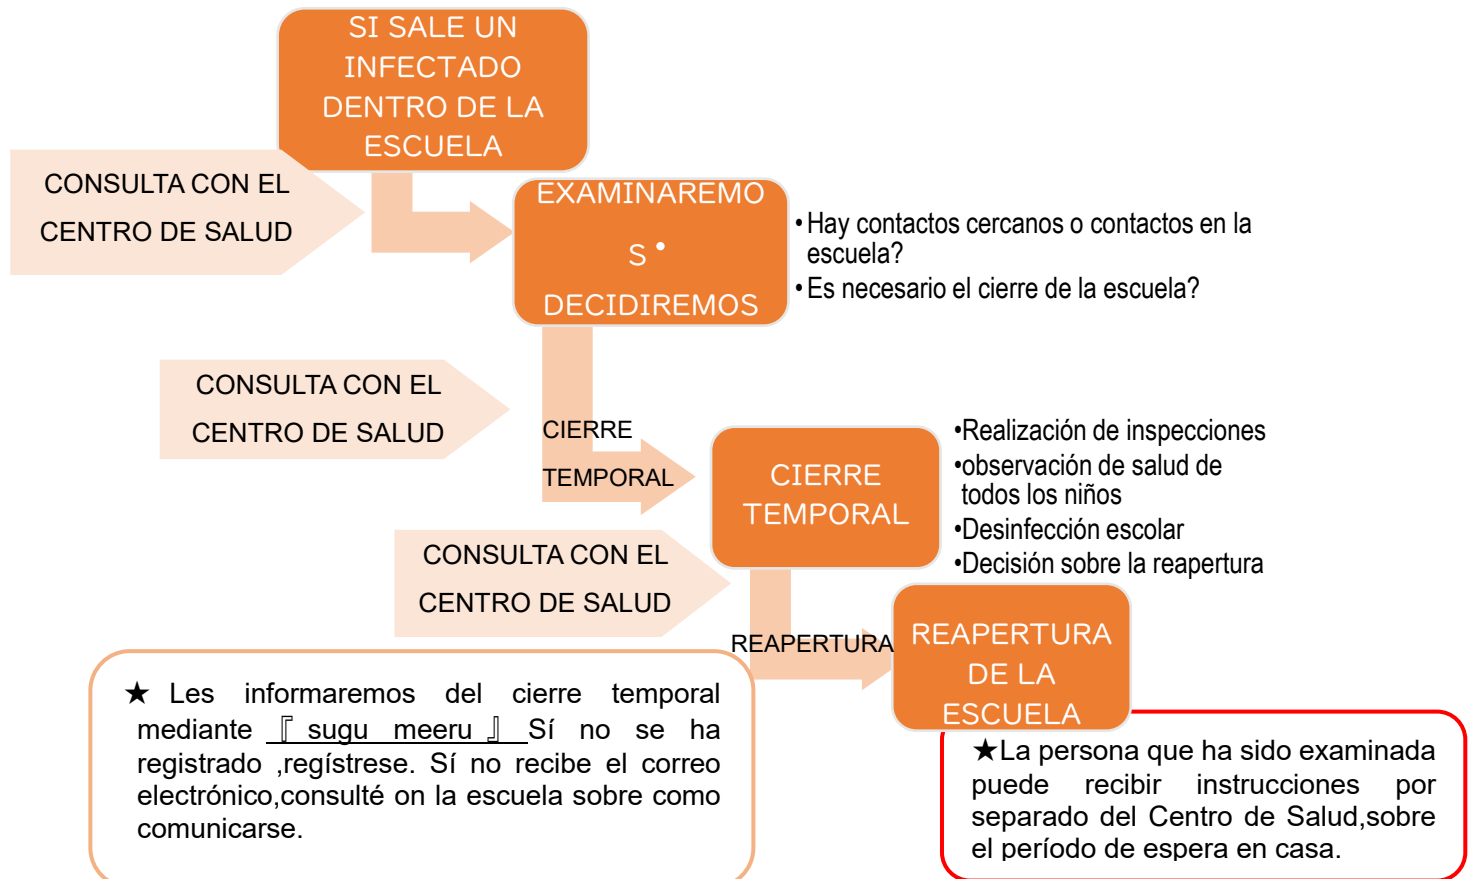 SI SALE UN
INFECTADO
DENTRO DE LA
ESCUELA
CONSULTA CON EL
CENTRO DE SALUD
EXAMINAREMO
S •
DECIDIREMOS
• Hay contactos cercanos o contactos en la
escuela?
• Es necesario el cierre de la escuela?
CONSULTA CON EL
CENTRO DE SALUD
CIERRE
TEMPORAL
CIERRE
TEMPORAL
•Realización de inspecciones
•observación de salud de
todos los niños
•Desinfección escolar
•Decisión sobre la reapertura
CONSULTA CON EL
CENTRO DE SALUD
REAPERTURA
REAPERTURA
DE LA
ESCUELA
★ Les informaremos del cierre temporal
mediante 『 sugu meeru 』 Sí no se ha
registrado ,regístrese. Sí no recibe el correo
electrónico,consulté on la escuela sobre como
comunicarse.
★La persona que ha sido examinada
puede recibir instrucciones por
separado del Centro de Salud,sobre
el período de espera en casa.